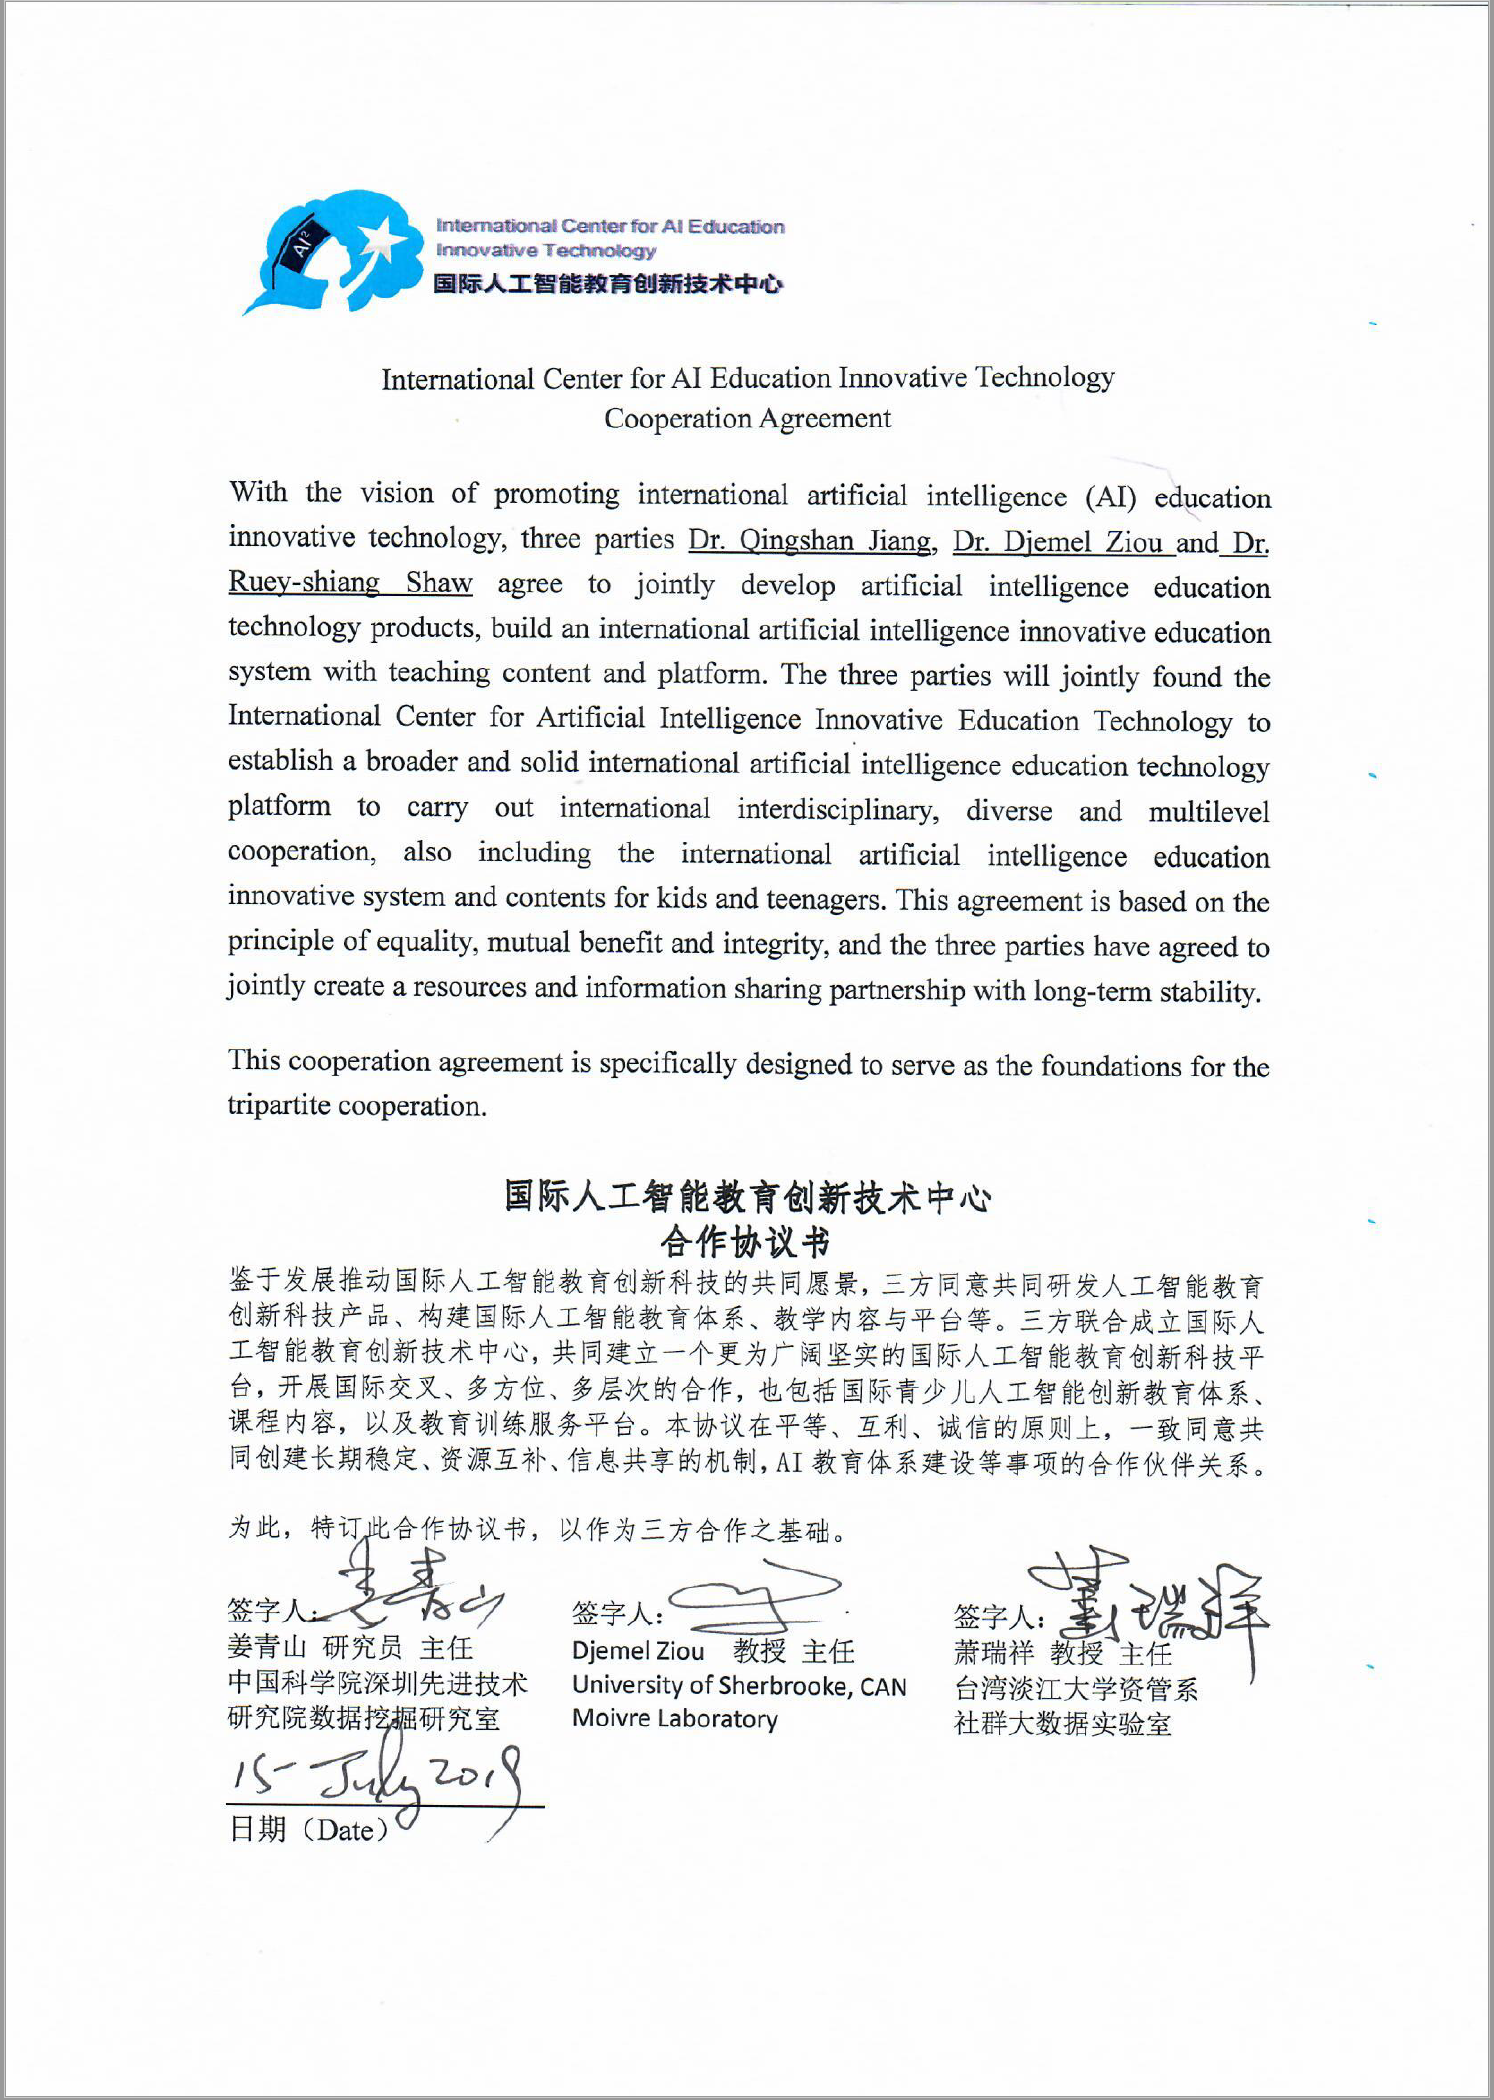 AI²
International Center for AI Education
Innovative Technology
国际人工智能教育创新技术中心
International Center for AI Education Innovative Technology
Cooperation Agreement
With the vision of promoting international artificial intelligence (AI) education
innovative technology, three parties Dr. Qingshan Jiang, Dr. Djemel Ziou and Dr.
Ruey-shiang Shaw agree to jointly develop artificial intelligence education
technology products, build an international artificial intelligence innovative education
system with teaching content and platform. The three parties will jointly found the
International Center for Artificial Intelligence Innovative Education Technology to
establish a broader and solid international artificial intelligence education technology
platform to carry out international interdisciplinary, diverse and multilevel
cooperation, also including the international artificial intelligence education
innovative system and contents for kids and teenagers. This agreement is based on the
principle of equality, mutual benefit and integrity, and the three parties have agreed to
jointly create a resources and information sharing partnership with long-term stability.
This cooperation agreement is specifically designed to serve as the foundations for the
tripartite cooperation.
国际人工智能教育创新技术中心
合作协议书
鉴于发展推动国际人工智能教育创新科技的共同愿景，三方同意共同研发人工智能教育
创新科技产品、构建国际人工智能教育体系、教学内容与平台等。三方联合成立国际人
工智能教育创新技术中心，共同建立一个更为广阔坚实的国际人工智能教育创新科技平
台，开展国际交叉、多方位、多层次的合作，也包括国际青少儿人工智能创新教育体系、
课程内容，以及教育训练服务平台。本协议在平等、互利、诚信的原则上，一致同意共
同创建长期稳定、资源互补、信息共享的机制，AI 教育体系建设等事项的合作伙伴关系。
为此，特订此合作协议书，以作为三方合作之基础。
签字人：姜青山
姜青山 研究员 主任
中国科学院深圳先进技术
研究院数据挖掘研究室
签字人：
Djemel Ziou 教授 主任
University of Sherbrooke, CAN
Moivre Laboratory
签字人：萧瑞祥
萧瑞祥 教授 主任
台湾淡江大学资管系
社群大数据实验室
15 July 2019
日期（Date）